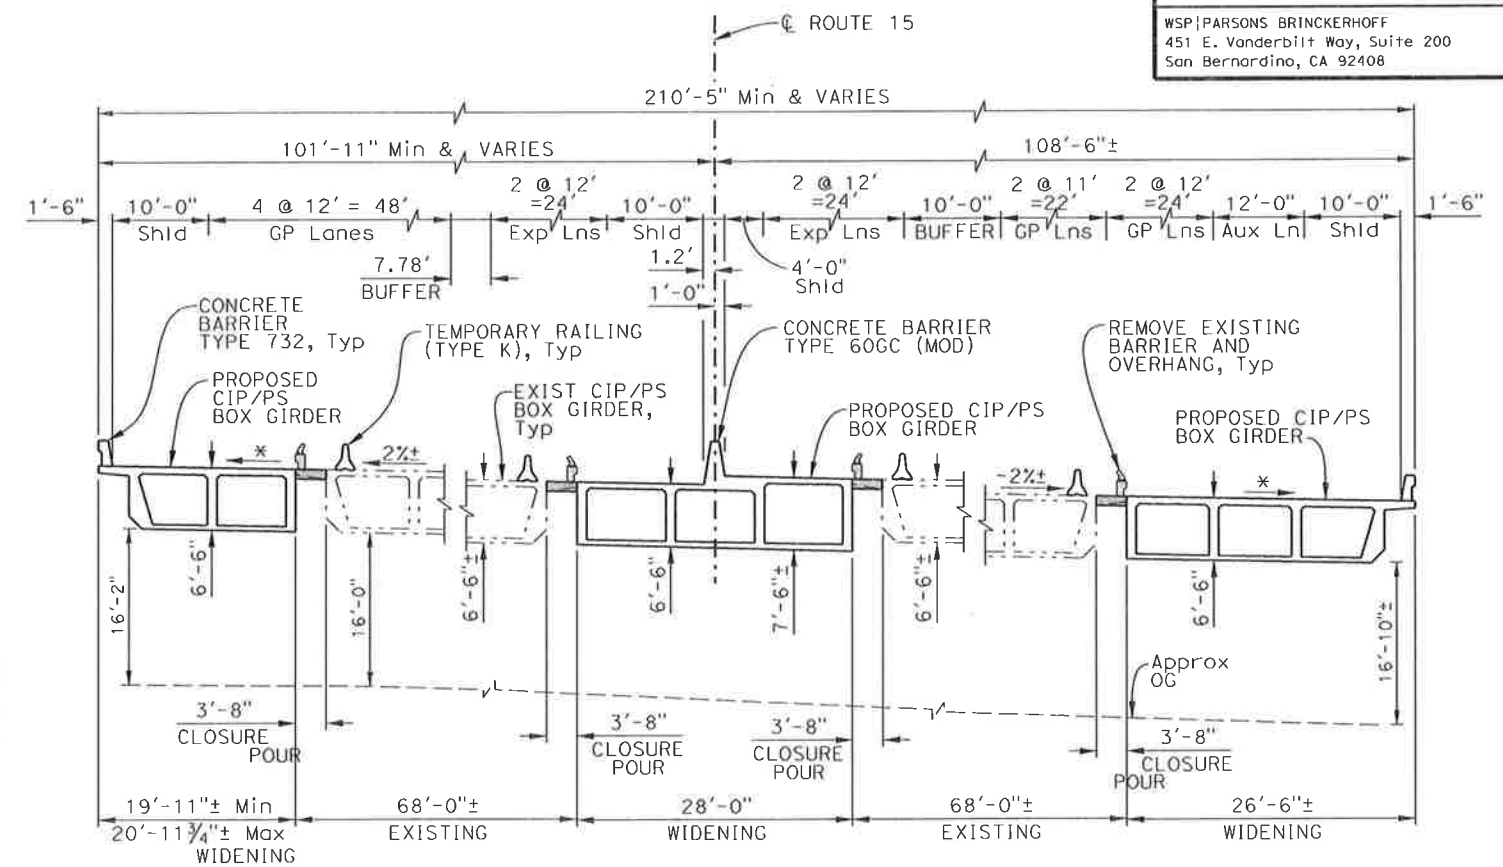 ℄ ROUTE 15
WSP|PARSONS BRINCKERHOFF
451 E. Vanderbilt Way, Suite 200
San Bernardino, CA 92408
210'-5" Min & VARIES
101'-11" Min & VARIES
108'-6"±
1'-6"
10'-0"
Shld
4 @ 12' = 48'
GP Lanes
2 @ 12'
=24'
Exp Lns
10'-0"
Shld
2 @ 12'
=24'
Exp Lns
10'-0"
BUFFER
2 @ 11'
=22'
GP Lns
2 @ 12'
=24'
GP Lns
12'-0"
Aux Ln
10'-0"
Shld
1'-6"
7.78'
BUFFER
1.2'
1'-0"
4'-0"
Shld
CONCRETE
BARRIER
TYPE 732, Typ
TEMPORARY RAILING
(TYPE K), Typ
CONCRETE BARRIER
TYPE 60GC (MOD)
REMOVE EXISTING
BARRIER AND
OVERHANG, Typ
PROPOSED
CIP/PS
BOX GIRDER
EXIST CIP/PS
BOX GIRDER,
Typ
PROPOSED CIP/PS
BOX GIRDER
PROPOSED CIP/PS
BOX GIRDER
*
2%±
-2%±
*
16'-2"
6'-6"
16'-0"
6'-6"±
6'-6"
7'-6"±
6'-6"±
6'-6"
16'-10"±
Approx
OG
3'-8"
CLOSURE
POUR
3'-8"
CLOSURE
POUR
3'-8"
CLOSURE
POUR
3'-8"
CLOSURE
POUR
19'-11"± Min
20'-11¾"± Max
WIDENING
68'-0"±
EXISTING
28'-0"
WIDENING
68'-0"±
EXISTING
26'-6"±
WIDENING